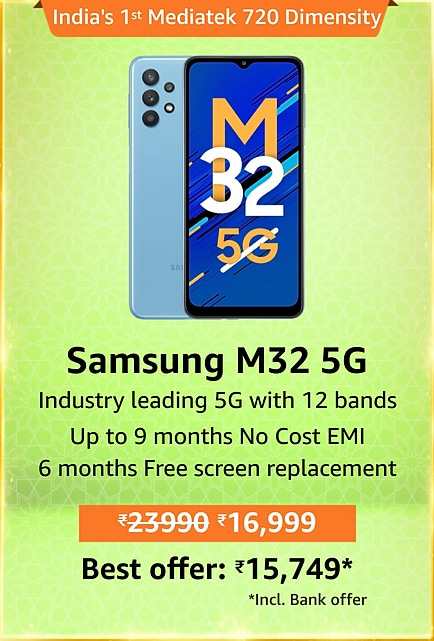 India's 1st Mediatek 720 Dimensity
M
32
5G
Samsung M32 5G
Industry leading 5G with 12 bands
Up to 9 months No Cost EMI
6 months Free screen replacement
₹23990 ₹16,999
Best offer: ₹15,749*
*Incl. Bank offer